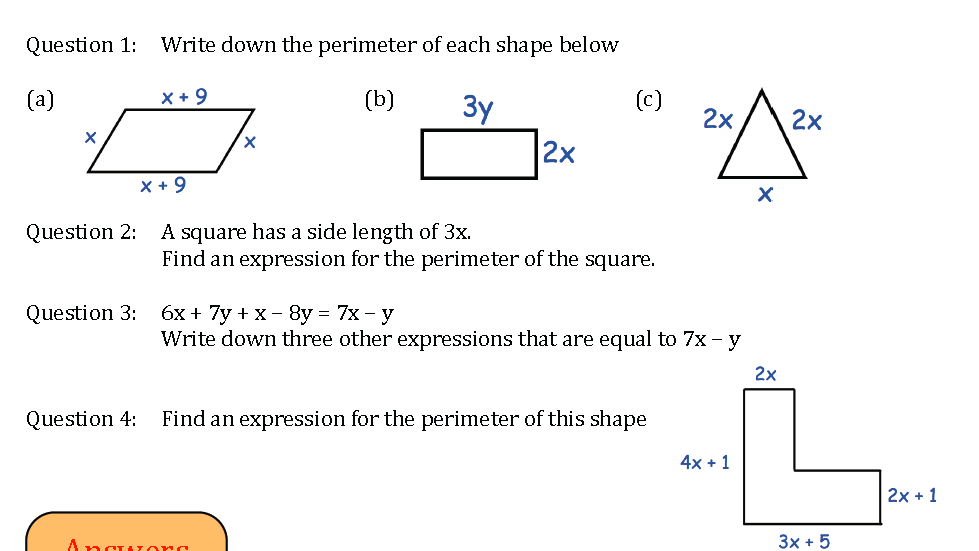 Question 1: Write down the perimeter of each shape below
(a) x + 9 x x x + 9
(b) 3y 2x
(c) 2x 2x x
Question 2: A square has a side length of 3x.
Find an expression for the perimeter of the square.
Question 3: 6x + 7y + x – 8y = 7x – y
Write down three other expressions that are equal to 7x – y
Question 4: Find an expression for the perimeter of this shape
2x
4x + 1
2x + 1
3x + 5
Answers